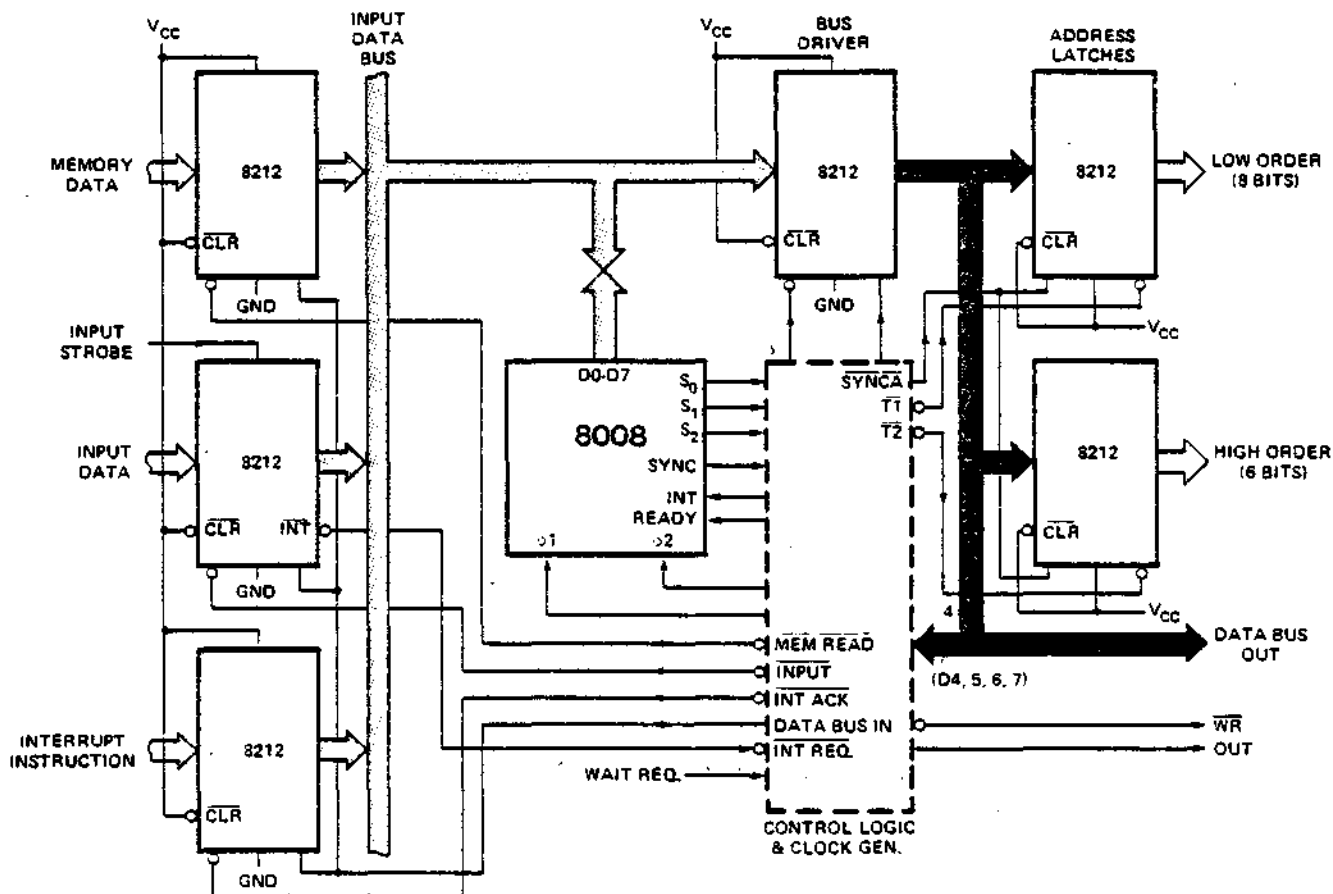 VCC
INPUT
DATA
BUS
VCC
BUS
DRIVER
ADDRESS
LATCHES
MEMORY
DATA
8212
CLR
GND
8212
CLR
GND
8212
CLR
VCC
LOW ORDER
(8 BITS)
INPUT
STROBE
INPUT
DATA
8212
CLR
INT
GND
D0-D7
8008
S0
S1
S2
SYNC
INT
READY
φ1
φ2
SYNCA
T1
T2
8212
CLR
VCC
HIGH ORDER
(6 BITS)
4
DATA BUS
OUT
(D4, 5, 6, 7)
MEM READ
INPUT
INT ACK
DATA BUS IN
INT REQ.
WAIT REQ.
WR
OUT
INTERRUPT
INSTRUCTION
8212
CLR
GND
CONTROL LOGIC
& CLOCK GEN.